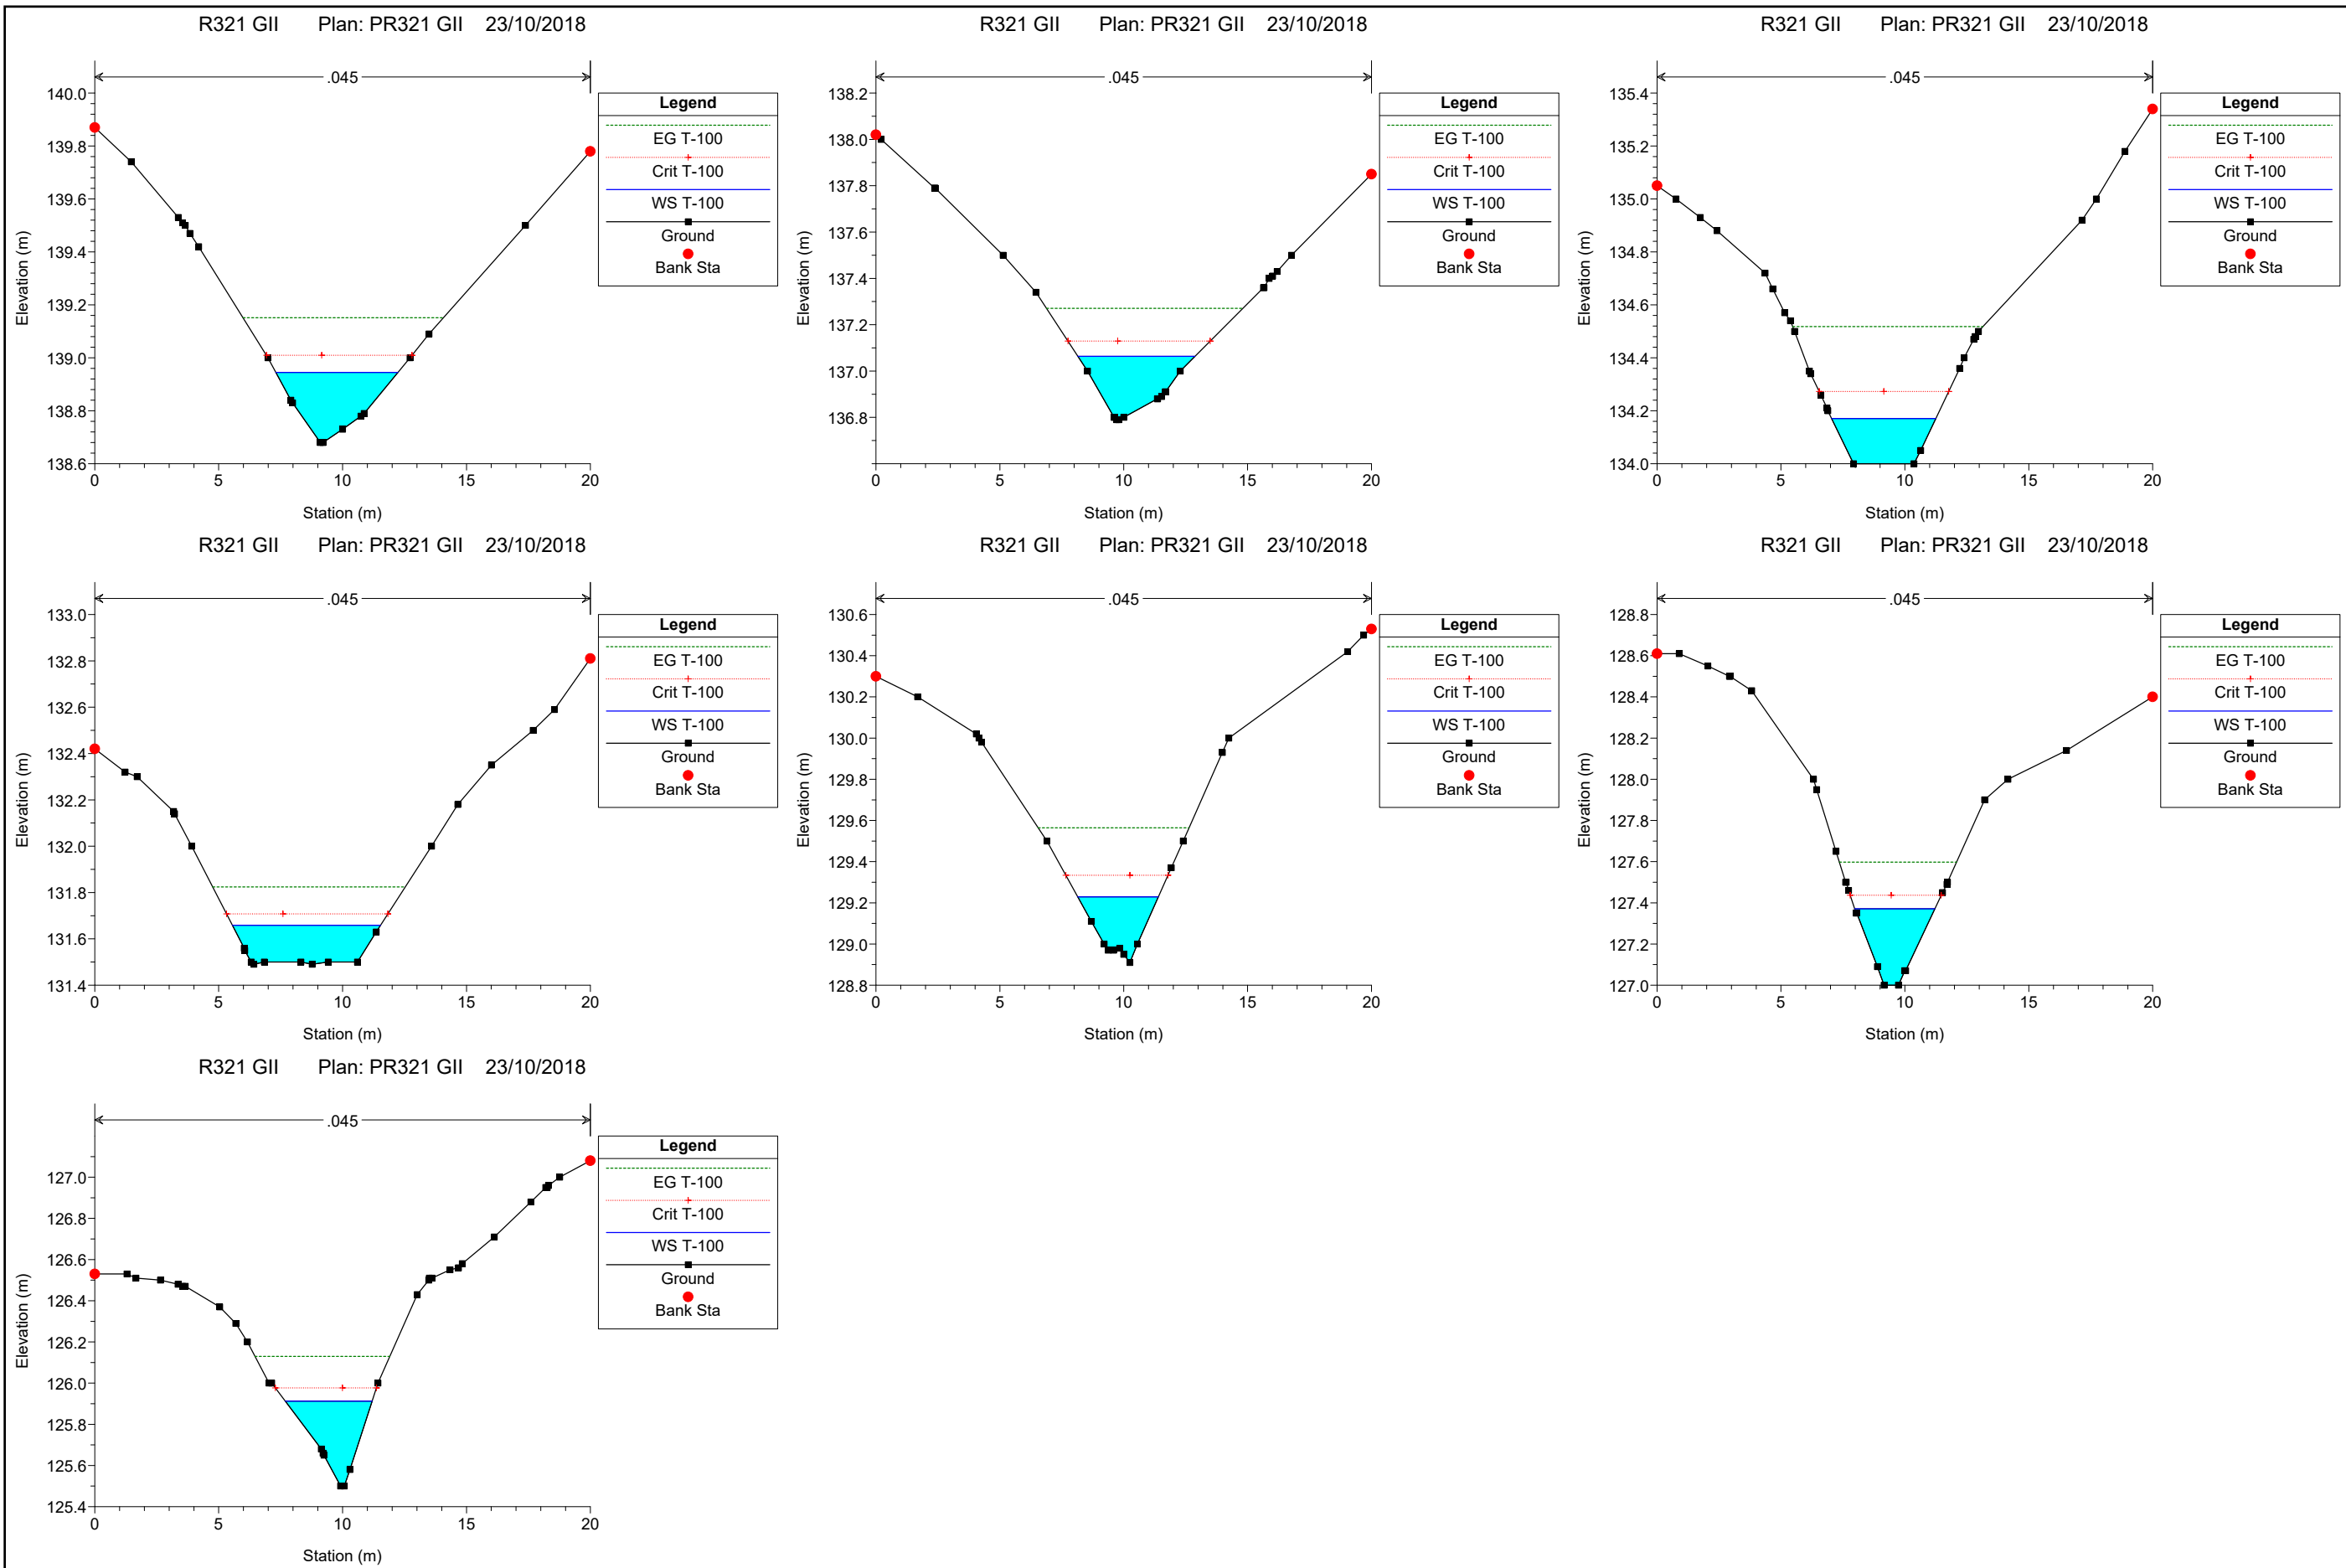 R321 GII Plan: PR321 GII 23/10/2018
.045
140.0
139.8
139.6
139.4
139.2
139.0
138.8
138.6
Elevation (m)
0 5 10 15 20
Station (m)
Legend
EG T-100
Crit T-100
WS T-100
Ground
Bank Sta
R321 GII Plan: PR321 GII 23/10/2018
.045
138.2
138.0
137.8
137.6
137.4
137.2
137.0
136.8
Elevation (m)
0 5 10 15 20
Station (m)
Legend
EG T-100
Crit T-100
WS T-100
Ground
Bank Sta
R321 GII Plan: PR321 GII 23/10/2018
.045
135.4
135.2
135.0
134.8
134.6
134.4
134.2
134.0
Elevation (m)
0 5 10 15 20
Station (m)
Legend
EG T-100
Crit T-100
WS T-100
Ground
Bank Sta
R321 GII Plan: PR321 GII 23/10/2018
.045
133.0
132.8
132.6
132.4
132.2
132.0
131.8
131.6
131.4
Elevation (m)
0 5 10 15 20
Station (m)
Legend
EG T-100
Crit T-100
WS T-100
Ground
Bank Sta
R321 GII Plan: PR321 GII 23/10/2018
.045
130.6
130.4
130.2
130.0
129.8
129.6
129.4
129.2
129.0
128.8
Elevation (m)
0 5 10 15 20
Station (m)
Legend
EG T-100
Crit T-100
WS T-100
Ground
Bank Sta
R321 GII Plan: PR321 GII 23/10/2018
.045
128.8
128.6
128.4
128.2
128.0
127.8
127.6
127.4
127.2
127.0
Elevation (m)
0 5 10 15 20
Station (m)
Legend
EG T-100
Crit T-100
WS T-100
Ground
Bank Sta
R321 GII Plan: PR321 GII 23/10/2018
.045
127.0
126.8
126.6
126.4
126.2
126.0
125.8
125.6
125.4
Elevation (m)
0 5 10 15 20
Station (m)
Legend
EG T-100
Crit T-100
WS T-100
Ground
Bank Sta